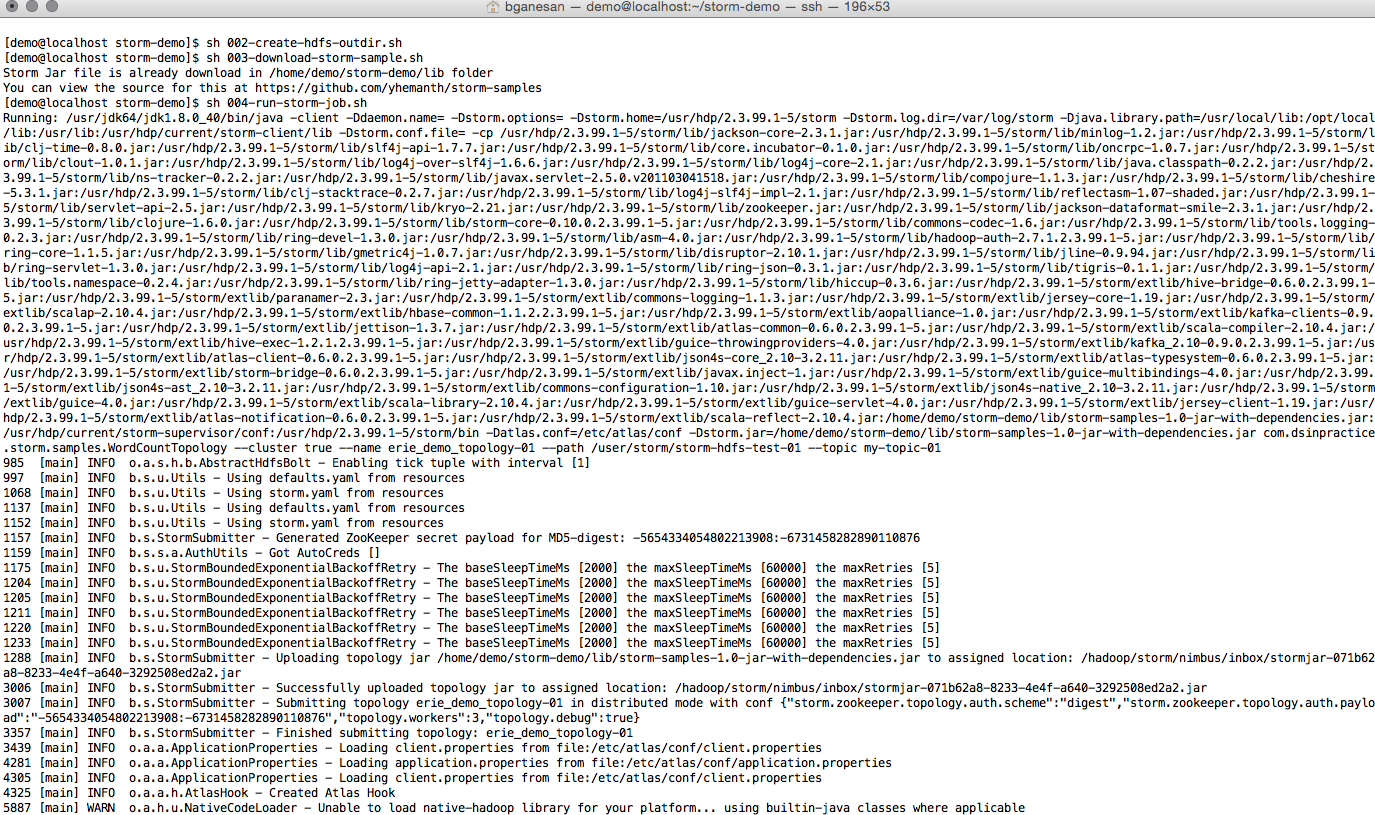 bganesan — demo@localhost:~/storm-demo — ssh — 196×53
[demo@localhost storm-demo]$ sh 002-create-hdfs-outdir.sh
[demo@localhost storm-demo]$ sh 003-download-storm-sample.sh
Storm Jar file is already download in /home/demo/storm-demo/lib folder
You can view the source for this at https://github.com/yhemanth/storm-samples
[demo@localhost storm-demo]$ sh 004-run-storm-job.sh
Running: /usr/jdk64/jdk1.8.0_40/bin/java -client -Ddaemon.name= -Dstorm.options= -Dstorm.home=/usr/hdp/2.3.99.1-5/storm -Dstorm.log.dir=/var/log/storm -Djava.library.path=/usr/local/lib:/opt/local
/lib:/usr/lib:/usr/hdp/current/storm-client/lib -Dstorm.conf.file= -cp /usr/hdp/2.3.99.1-5/storm/lib/jackson-core-2.3.1.jar:/usr/hdp/2.3.99.1-5/storm/lib/minlog-1.2.jar:/usr/hdp/2.3.99.1-5/storm/l
ib/clj-time-0.8.0.jar:/usr/hdp/2.3.99.1-5/storm/lib/slf4j-api-1.7.7.jar:/usr/hdp/2.3.99.1-5/storm/lib/core.incubator-0.1.0.jar:/usr/hdp/2.3.99.1-5/storm/lib/oncrpc-1.0.7.jar:/usr/hdp/2.3.99.1-5/st
orm/lib/clout-1.0.1.jar:/usr/hdp/2.3.99.1-5/storm/lib/log4j-over-slf4j-1.6.6.jar:/usr/hdp/2.3.99.1-5/storm/lib/log4j-core-2.1.jar:/usr/hdp/2.3.99.1-5/storm/lib/java.classpath-0.2.2.jar:/usr/hdp/2.
3.99.1-5/storm/lib/ns-tracker-0.2.2.jar:/usr/hdp/2.3.99.1-5/storm/lib/javax.servlet-2.5.0.v201103041518.jar:/usr/hdp/2.3.99.1-5/storm/lib/compojure-1.1.3.jar:/usr/hdp/2.3.99.1-5/storm/lib/cheshire
-5.3.1.jar:/usr/hdp/2.3.99.1-5/storm/lib/clj-stacktrace-0.2.7.jar:/usr/hdp/2.3.99.1-5/storm/lib/log4j-slf4j-impl-2.1.jar:/usr/hdp/2.3.99.1-5/storm/lib/reflectasm-1.07-shaded.jar:/usr/hdp/2.3.99.1-
5/storm/lib/servlet-api-2.5.jar:/usr/hdp/2.3.99.1-5/storm/lib/kryo-2.21.jar:/usr/hdp/2.3.99.1-5/storm/lib/zookeeper.jar:/usr/hdp/2.3.99.1-5/storm/lib/jackson-dataformat-smile-2.3.1.jar:/usr/hdp/2.
3.99.1-5/storm/lib/clojure-1.6.0.jar:/usr/hdp/2.3.99.1-5/storm/lib/storm-core-0.10.0.2.3.99.1-5.jar:/usr/hdp/2.3.99.1-5/storm/lib/commons-codec-1.6.jar:/usr/hdp/2.3.99.1-5/storm/lib/tools.logging-
0.2.3.jar:/usr/hdp/2.3.99.1-5/storm/lib/ring-devel-1.3.0.jar:/usr/hdp/2.3.99.1-5/storm/lib/asm-4.0.jar:/usr/hdp/2.3.99.1-5/storm/lib/hadoop-auth-2.7.1.2.3.99.1-5.jar:/usr/hdp/2.3.99.1-5/storm/lib/
ring-core-1.1.5.jar:/usr/hdp/2.3.99.1-5/storm/lib/gmetric4j-1.0.7.jar:/usr/hdp/2.3.99.1-5/storm/lib/disruptor-2.10.1.jar:/usr/hdp/2.3.99.1-5/storm/lib/jline-0.9.94.jar:/usr/hdp/2.3.99.1-5/storm/li
b/ring-servlet-1.3.0.jar:/usr/hdp/2.3.99.1-5/storm/lib/log4j-api-2.1.jar:/usr/hdp/2.3.99.1-5/storm/lib/ring-json-0.3.1.jar:/usr/hdp/2.3.99.1-5/storm/lib/tigris-0.1.1.jar:/usr/hdp/2.3.99.1-5/storm/
lib/tools.namespace-0.2.4.jar:/usr/hdp/2.3.99.1-5/storm/lib/ring-jetty-adapter-1.3.0.jar:/usr/hdp/2.3.99.1-5/storm/lib/hiccup-0.3.6.jar:/usr/hdp/2.3.99.1-5/storm/extlib/hive-bridge-0.6.0.2.3.99.1-
5.jar:/usr/hdp/2.3.99.1-5/storm/extlib/paranamer-2.3.jar:/usr/hdp/2.3.99.1-5/storm/extlib/commons-logging-1.1.3.jar:/usr/hdp/2.3.99.1-5/storm/extlib/jersey-core-1.19.jar:/usr/hdp/2.3.99.1-5/storm/
extlib/scalap-2.10.4.jar:/usr/hdp/2.3.99.1-5/storm/extlib/hbase-common-1.1.2.2.3.99.1-5.jar:/usr/hdp/2.3.99.1-5/storm/extlib/aopalliance-1.0.jar:/usr/hdp/2.3.99.1-5/storm/extlib/kafka-clients-0.9.
0.2.3.99.1-5.jar:/usr/hdp/2.3.99.1-5/storm/extlib/jettison-1.3.7.jar:/usr/hdp/2.3.99.1-5/storm/extlib/atlas-common-0.6.0.2.3.99.1-5.jar:/usr/hdp/2.3.99.1-5/storm/extlib/scala-compiler-2.10.4.jar:/
usr/hdp/2.3.99.1-5/storm/extlib/hive-exec-1.2.1.2.3.99.1-5.jar:/usr/hdp/2.3.99.1-5/storm/extlib/guice-throwingproviders-4.0.jar:/usr/hdp/2.3.99.1-5/storm/extlib/kafka_2.10-0.9.0.2.3.99.1-5.jar:/us
r/hdp/2.3.99.1-5/storm/extlib/atlas-client-0.6.0.2.3.99.1-5.jar:/usr/hdp/2.3.99.1-5/storm/extlib/json4s-core_2.10-3.2.11.jar:/usr/hdp/2.3.99.1-5/storm/extlib/atlas-typesystem-0.6.0.2.3.99.1-5.jar:
/usr/hdp/2.3.99.1-5/storm/extlib/storm-bridge-0.6.0.2.3.99.1-5.jar:/usr/hdp/2.3.99.1-5/storm/extlib/javax.inject-1.jar:/usr/hdp/2.3.99.1-5/storm/extlib/guice-multibindings-4.0.jar:/usr/hdp/2.3.99.
1-5/storm/extlib/json4s-ast_2.10-3.2.11.jar:/usr/hdp/2.3.99.1-5/storm/extlib/commons-configuration-1.10.jar:/usr/hdp/2.3.99.1-5/storm/extlib/json4s-native_2.10-3.2.11.jar:/usr/hdp/2.3.99.1-5/storm
/extlib/guice-4.0.jar:/usr/hdp/2.3.99.1-5/storm/extlib/scala-library-2.10.4.jar:/usr/hdp/2.3.99.1-5/storm/extlib/guice-servlet-4.0.jar:/usr/hdp/2.3.99.1-5/storm/extlib/jersey-client-1.19.jar:/usr/
hdp/2.3.99.1-5/storm/extlib/atlas-notification-0.6.0.2.3.99.1-5.jar:/usr/hdp/2.3.99.1-5/storm/extlib/scala-reflect-2.10.4.jar:/home/demo/storm-demo/lib/storm-samples-1.0-jar-with-dependencies.jar:
/usr/hdp/current/storm-supervisor/conf:/usr/hdp/2.3.99.1-5/storm/bin -Datlas.conf=/etc/atlas/conf -Dstorm.jar=/home/demo/storm-demo/lib/storm-samples-1.0-jar-with-dependencies.jar com.dsinpractice
.storm.samples.WordCountTopology --cluster true --name erie_demo_topology-01 --path /user/storm/storm-hdfs-test-01 --topic my-topic-01
985  [main] INFO  o.a.s.h.b.AbstractHdfsBolt - Enabling tick tuple with interval [1]
997  [main] INFO  b.s.u.Utils - Using defaults.yaml from resources
1068 [main] INFO  b.s.u.Utils - Using storm.yaml from resources
1137 [main] INFO  b.s.u.Utils - Using defaults.yaml from resources
1152 [main] INFO  b.s.u.Utils - Using storm.yaml from resources
1157 [main] INFO  b.s.StormSubmitter - Generated ZooKeeper secret payload for MD5-digest: -5654334054802213908:-6731458282890110876
1159 [main] INFO  b.s.s.a.AuthUtils - Got AutoCreds []
1175 [main] INFO  b.s.u.StormBoundedExponentialBackoffRetry - The baseSleepTimeMs [2000] the maxSleepTimeMs [60000] the maxRetries [5]
1204 [main] INFO  b.s.u.StormBoundedExponentialBackoffRetry - The baseSleepTimeMs [2000] the maxSleepTimeMs [60000] the maxRetries [5]
1205 [main] INFO  b.s.u.StormBoundedExponentialBackoffRetry - The baseSleepTimeMs [2000] the maxSleepTimeMs [60000] the maxRetries [5]
1211 [main] INFO  b.s.u.StormBoundedExponentialBackoffRetry - The baseSleepTimeMs [2000] the maxSleepTimeMs [60000] the maxRetries [5]
1220 [main] INFO  b.s.u.StormBoundedExponentialBackoffRetry - The baseSleepTimeMs [2000] the maxSleepTimeMs [60000] the maxRetries [5]
1233 [main] INFO  b.s.u.StormBoundedExponentialBackoffRetry - The baseSleepTimeMs [2000] the maxSleepTimeMs [60000] the maxRetries [5]
1288 [main] INFO  b.s.StormSubmitter - Uploading topology jar /home/demo/storm-demo/lib/storm-samples-1.0-jar-with-dependencies.jar to assigned location: /hadoop/storm/nimbus/inbox/stormjar-071b62
a8-8233-4e4f-a640-3292508ed2a2.jar
3006 [main] INFO  b.s.StormSubmitter - Successfully uploaded topology jar to assigned location: /hadoop/storm/nimbus/inbox/stormjar-071b62a8-8233-4e4f-a640-3292508ed2a2.jar
3007 [main] INFO  b.s.StormSubmitter - Submitting topology erie_demo_topology-01 in distributed mode with conf {"storm.zookeeper.topology.auth.scheme":"digest","storm.zookeeper.topology.auth.paylo
ad":"-5654334054802213908:-6731458282890110876","topology.workers":3,"topology.debug":true}
3357 [main] INFO  b.s.StormSubmitter - Finished submitting topology: erie_demo_topology-01
3439 [main] INFO  o.a.a.ApplicationProperties - Loading client.properties from file:/etc/atlas/conf/client.properties
4281 [main] INFO  o.a.a.ApplicationProperties - Loading application.properties from file:/etc/atlas/conf/application.properties
4305 [main] INFO  o.a.a.ApplicationProperties - Loading client.properties from file:/etc/atlas/conf/client.properties
4325 [main] INFO  o.a.a.h.AtlasHook - Created Atlas Hook
5887 [main] WARN  o.a.h.u.NativeCodeLoader - Unable to load native-hadoop library for your platform... using builtin-java classes where applicable